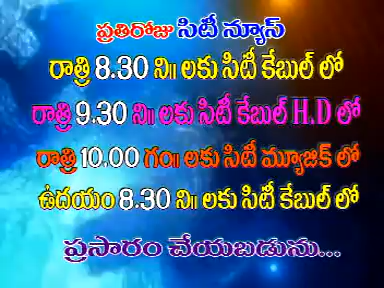 ప్రతిరోజు సిటీ న్యూస్
రాత్రి 8.30 ని॥ లకు సిటీ కేబుల్ లో
రాత్రి 9.30 ని॥ లకు సిటీ కేబుల్ H.D లో
రాత్రి 10.00 గం॥ లకు సిటీ మ్యూజిక్ లో
ఉదయం 8.30 ని॥ లకు సిటీ కేబుల్ లో
ప్రసారం చేయబడును...